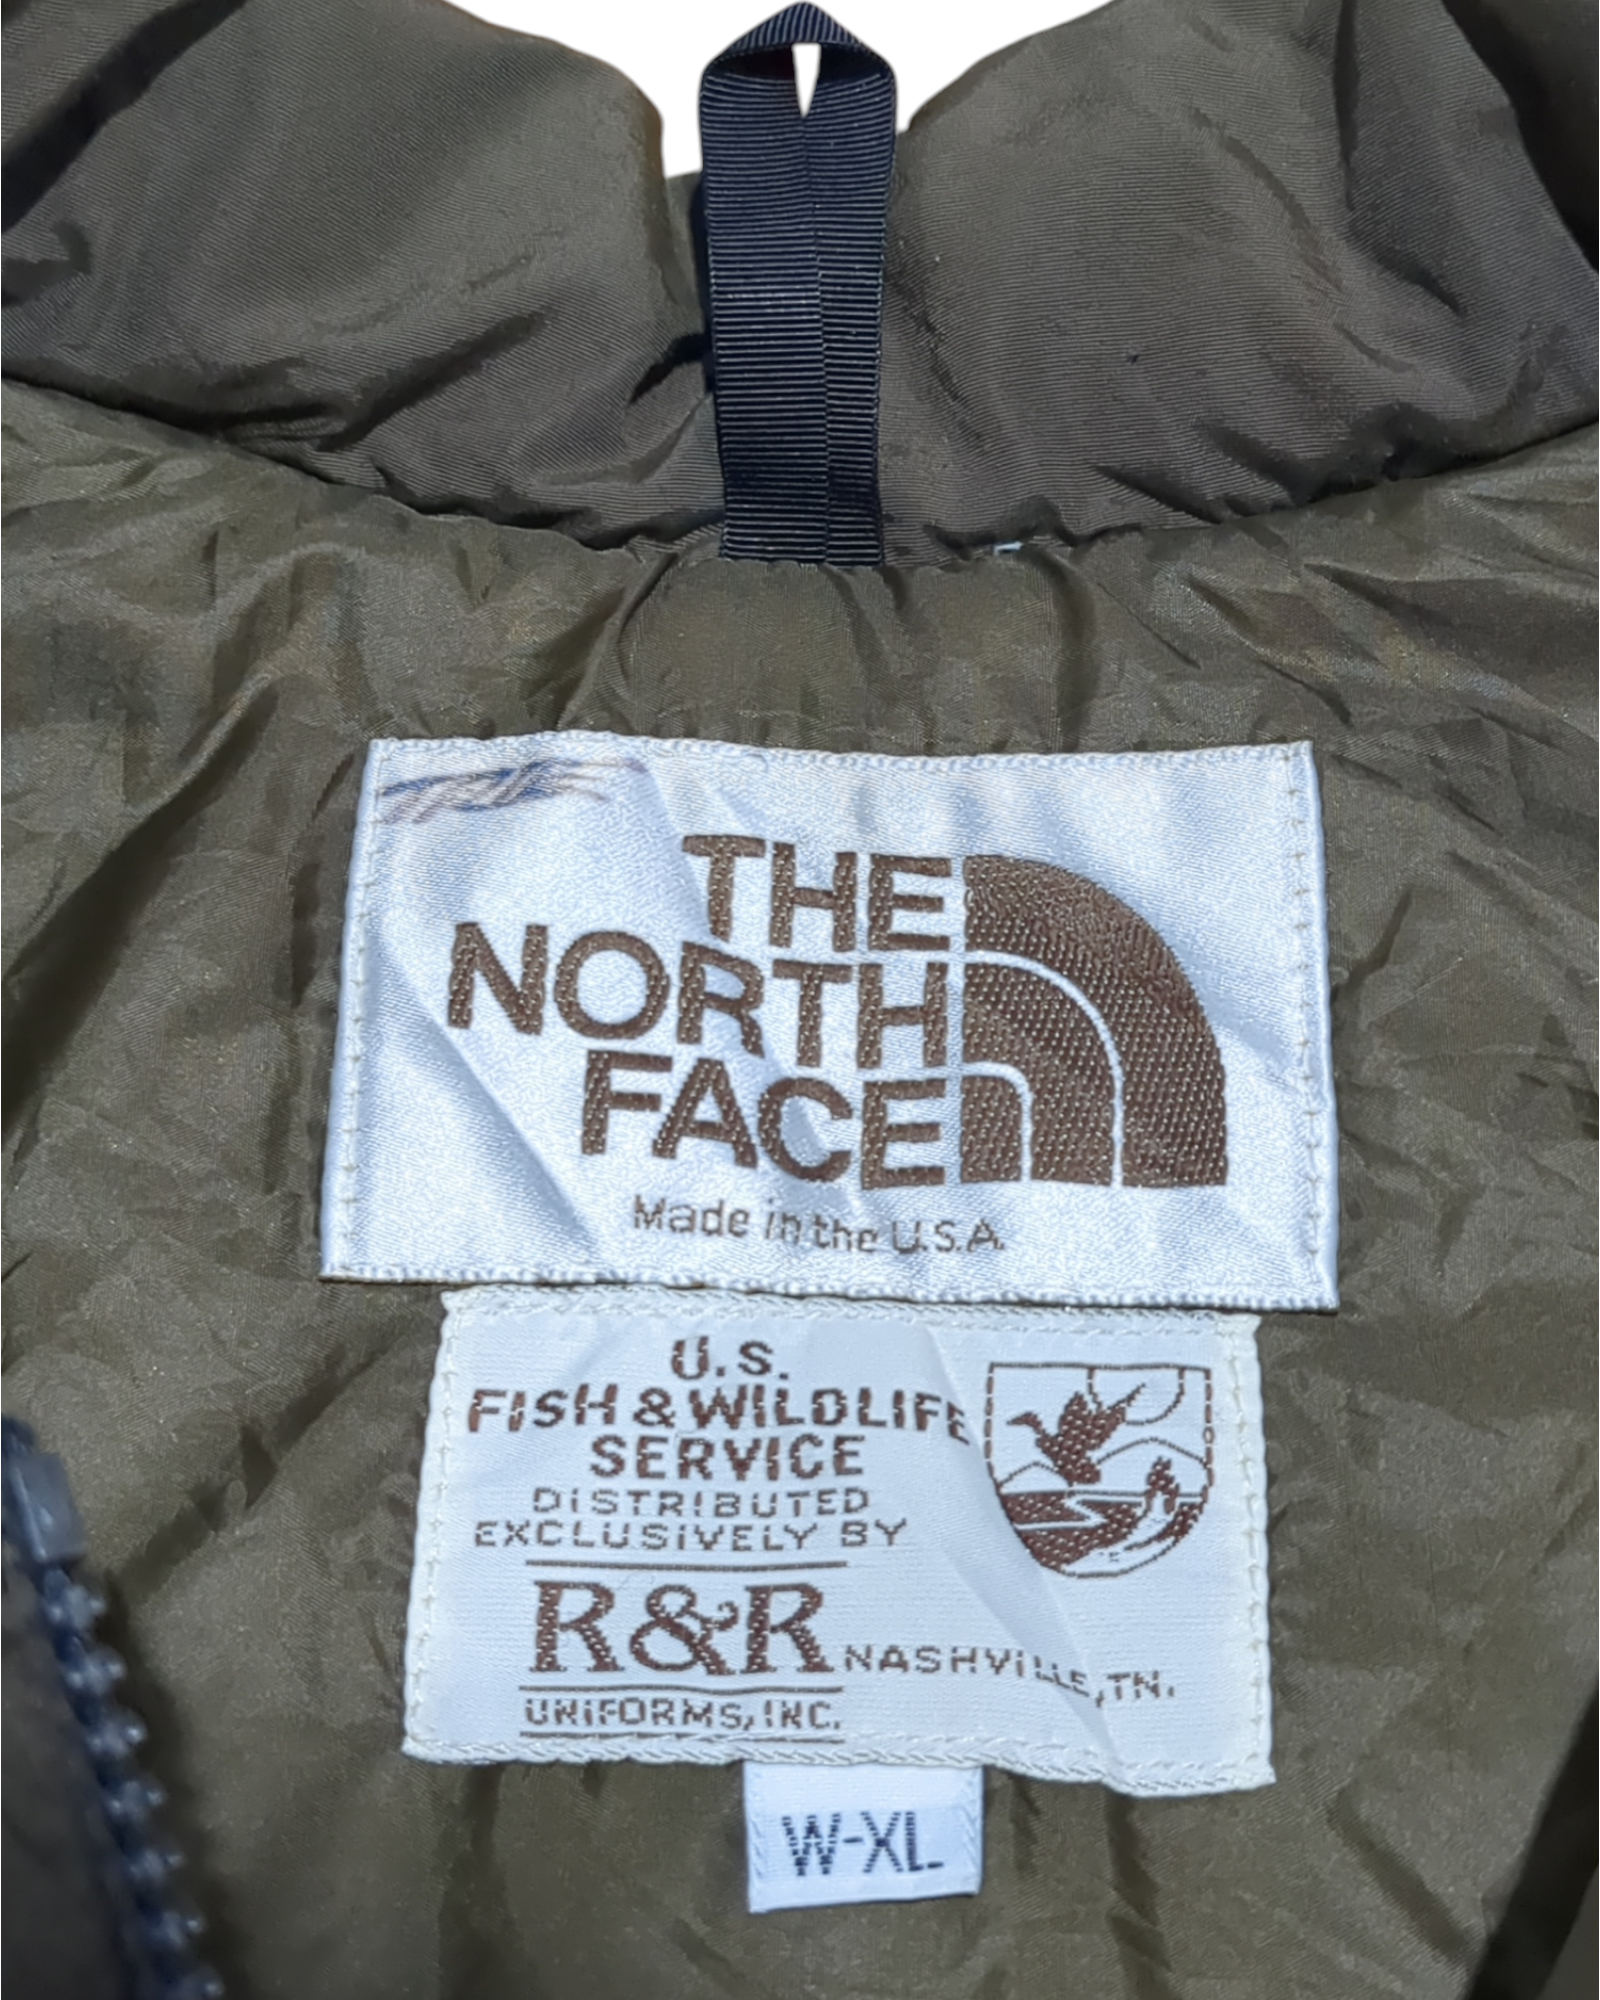 THE
NORTH
FACE
Made in the U.S.A.
U.S.
FISH & WILDLIFE
SERVICE
DISTRIBUTED
EXCLUSIVELY BY
R&R NASHVILLE, TN.
UNIFORMS, INC.
W-XL